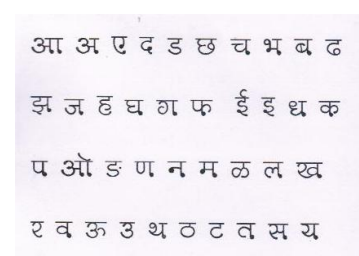 आ अ ए द ड छ च भ ब ढ
झ ज ह घ ग फ ई इ ध क
प ओ ङ ण न म ळ ल ख
र व ऊ उ थ ठ ट त स य